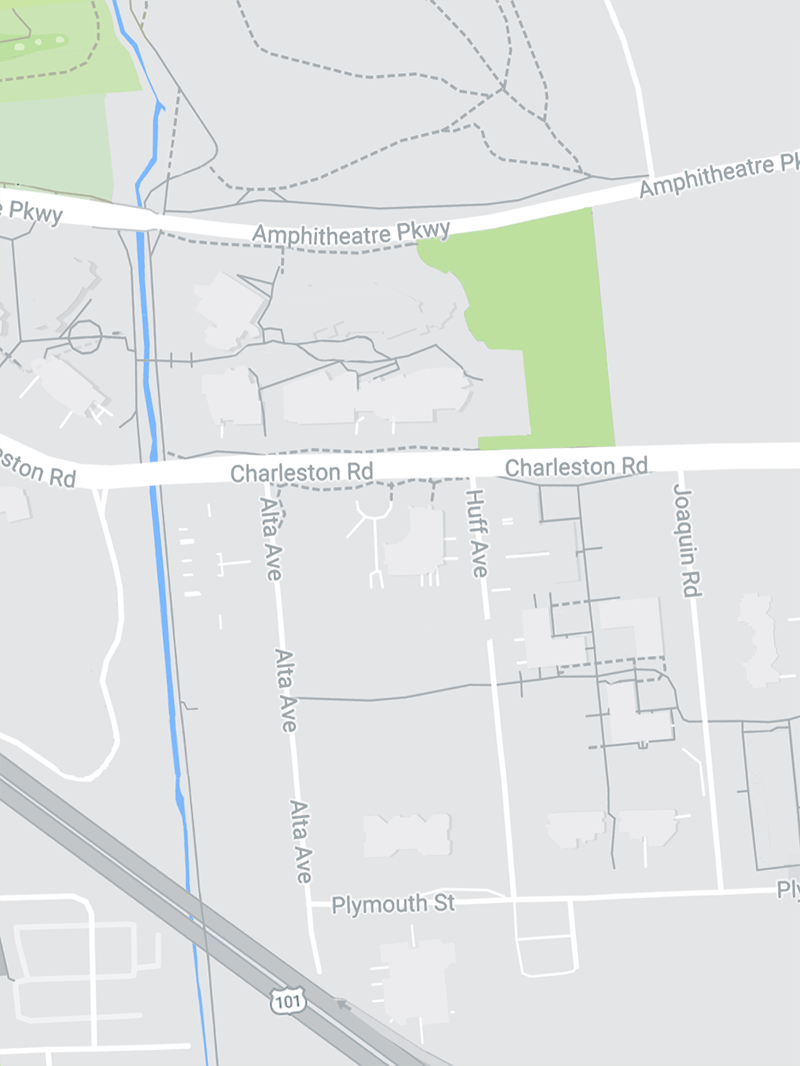 Amphitheatre Pk
e Pkwy
Amphitheatre Pkwy
eston Rd
Charleston Rd
Charleston Rd
Alta Ave
Huff Ave
Joaquin Rd
Alta Ave
Alta Ave
Plymouth St
Ply
101